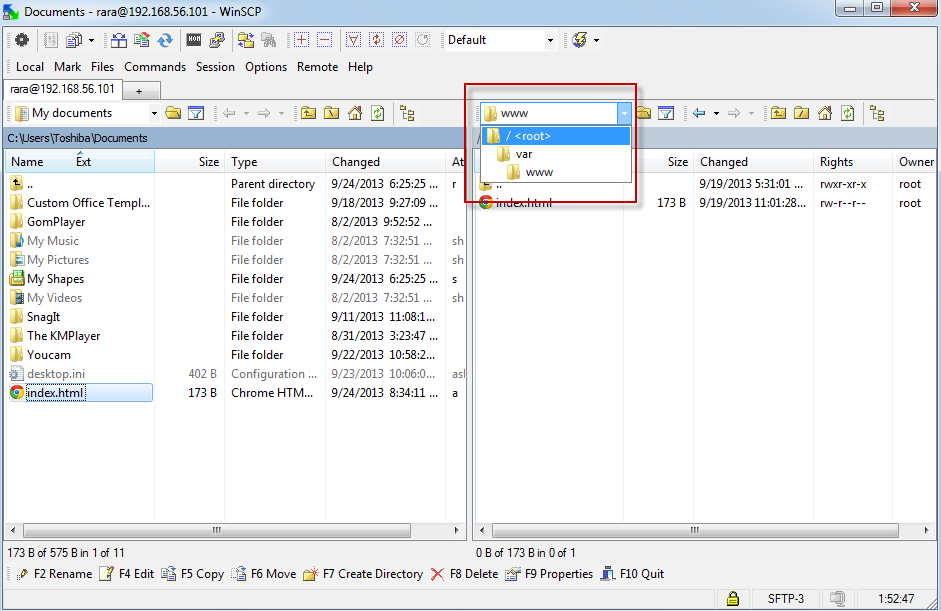 Documents - rara@192.168.56.101 - WinSCP
Default
Local Mark Files Commands Session Options Remote Help
rara@192.168.56.101 +
My documents www
C:\Users\Toshiba\Documents / <root>
Name Ext Size Type Changed At var Size Changed Rights Owner
www
.. Parent directory 9/24/2013 6:25:25 ... r .. 9/19/2013 5:31:01 ... rwxr-xr-x root
Custom Office Templ... File folder 9/18/2013 9:27:09 ... index.html 173 B 9/19/2013 11:01:28... rw-r--r-- root
GomPlayer File folder 8/2/2013 9:52:52 ...
My Music File folder 8/2/2013 7:32:51 ... sh
My Pictures File folder 8/2/2013 7:32:51 ... sh
My Shapes File folder 9/24/2013 6:25:25 ... s
My Videos File folder 8/2/2013 7:32:51 ... sh
SnagIt File folder 9/11/2013 11:08:1...
The KMPlayer File folder 8/31/2013 3:23:47 ...
Youcam File folder 9/22/2013 10:58:2...
desktop.ini 402 B Configuration ... 9/23/2013 10:06:0...
index.html 173 B Chrome HTM... 9/24/2013 8:34:11 ... a
173 B of 575 B in 1 of 11 0 B of 173 B in 0 of 1
F2 Rename F4 Edit F5 Copy F6 Move F7 Create Directory F8 Delete F9 Properties F10 Quit
SFTP-3 1:52:47